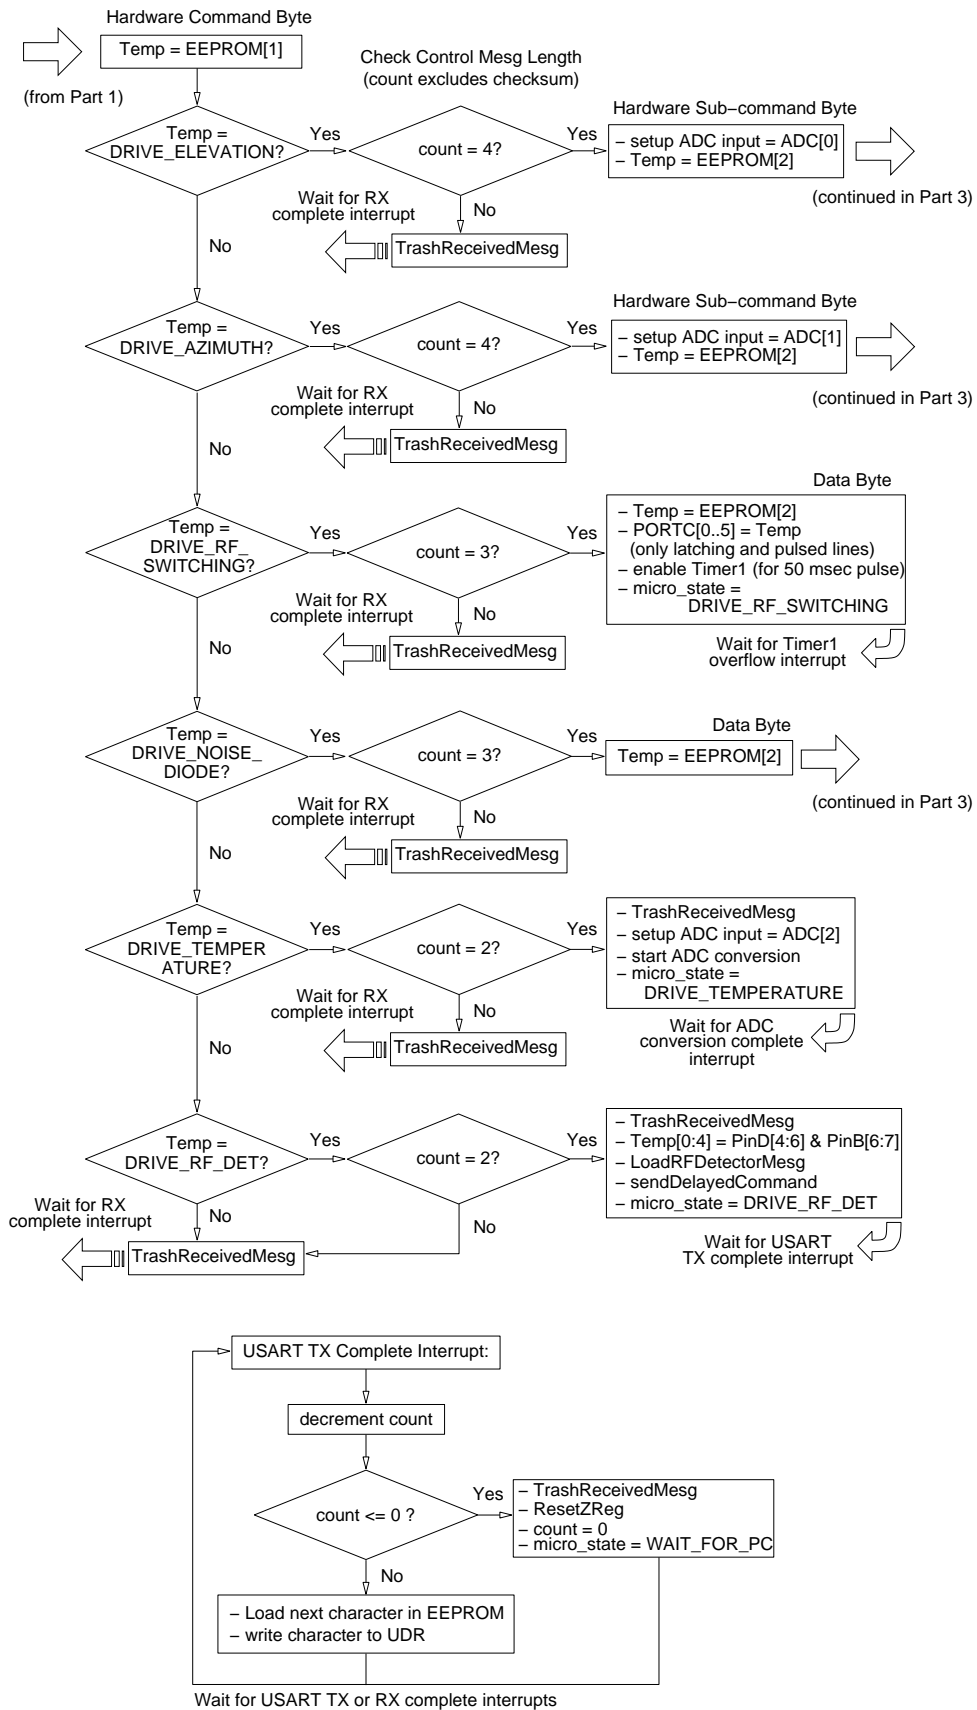 Hardware Command Byte
Temp = EEPROM[1]
(from Part 1)
Check Control Mesg Length
(count excludes checksum)
Temp =
DRIVE_ELEVATION?
Yes
count = 4?
Yes
Hardware Sub−command Byte
− setup ADC input = ADC[0]
− Temp = EEPROM[2]
(continued in Part 3)
No
Wait for RX
complete interrupt
TrashReceivedMesg
No
Temp =
DRIVE_AZIMUTH?
Yes
count = 4?
Yes
Hardware Sub−command Byte
− setup ADC input = ADC[1]
− Temp = EEPROM[2]
(continued in Part 3)
No
Wait for RX
complete interrupt
TrashReceivedMesg
No
Temp =
DRIVE_RF_
SWITCHING?
Yes
count = 3?
Yes
Data Byte
− Temp = EEPROM[2]
− PORTC[0..5] = Temp
(only latching and pulsed lines)
− enable Timer1 (for 50 msec pulse)
− micro_state =
DRIVE_RF_SWITCHING
Wait for Timer1
overflow interrupt
No
Wait for RX
complete interrupt
TrashReceivedMesg
No
Temp =
DRIVE_NOISE_
DIODE?
Yes
count = 3?
Yes
Data Byte
Temp = EEPROM[2]
(continued in Part 3)
No
Wait for RX
complete interrupt
TrashReceivedMesg
No
Temp =
DRIVE_TEMPER
ATURE?
Yes
count = 2?
Yes
− TrashReceivedMesg
− setup ADC input = ADC[2]
− start ADC conversion
− micro_state =
DRIVE_TEMPERATURE
Wait for ADC
conversion complete
interrupt
No
Wait for RX
complete interrupt
TrashReceivedMesg
No
Temp =
DRIVE_RF_DET?
Yes
count = 2?
Yes
− TrashReceivedMesg
− Temp[0:4] = PinD[4:6] & PinB[6:7]
− LoadRFDetectorMesg
− sendDelayedCommand
− micro_state = DRIVE_RF_DET
Wait for USART
TX complete interrupt
No
No
Wait for RX
complete interrupt
TrashReceivedMesg
USART TX Complete Interrupt:
decrement count
count <= 0 ?
Yes
− TrashReceivedMesg
− ResetZReg
− count = 0
− micro_state = WAIT_FOR_PC
No
− Load next character in EEPROM
− write character to UDR
Wait for USART TX or RX complete interrupts